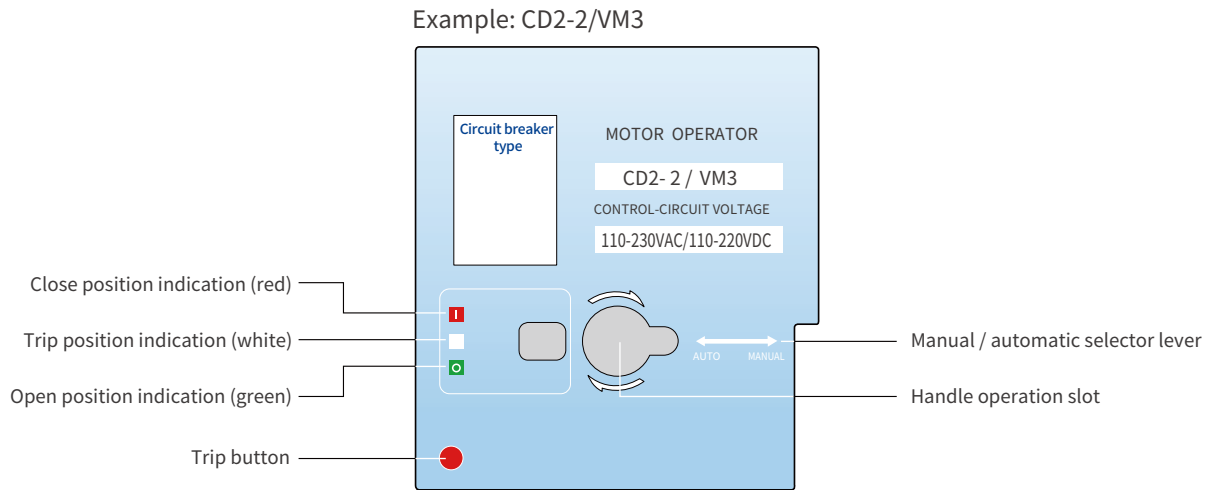 Example: CD2-2/VM3
Circuit breaker
type
MOTOR OPERATOR
CD2- 2 / VM3
CONTROL-CIRCUIT VOLTAGE
110-230VAC/110-220VDC
Close position indication (red)
Trip position indication (white)
Open position indication (green)
Trip button
I
O
AUTO
MANUAL
Manual / automatic selector lever
Handle operation slot